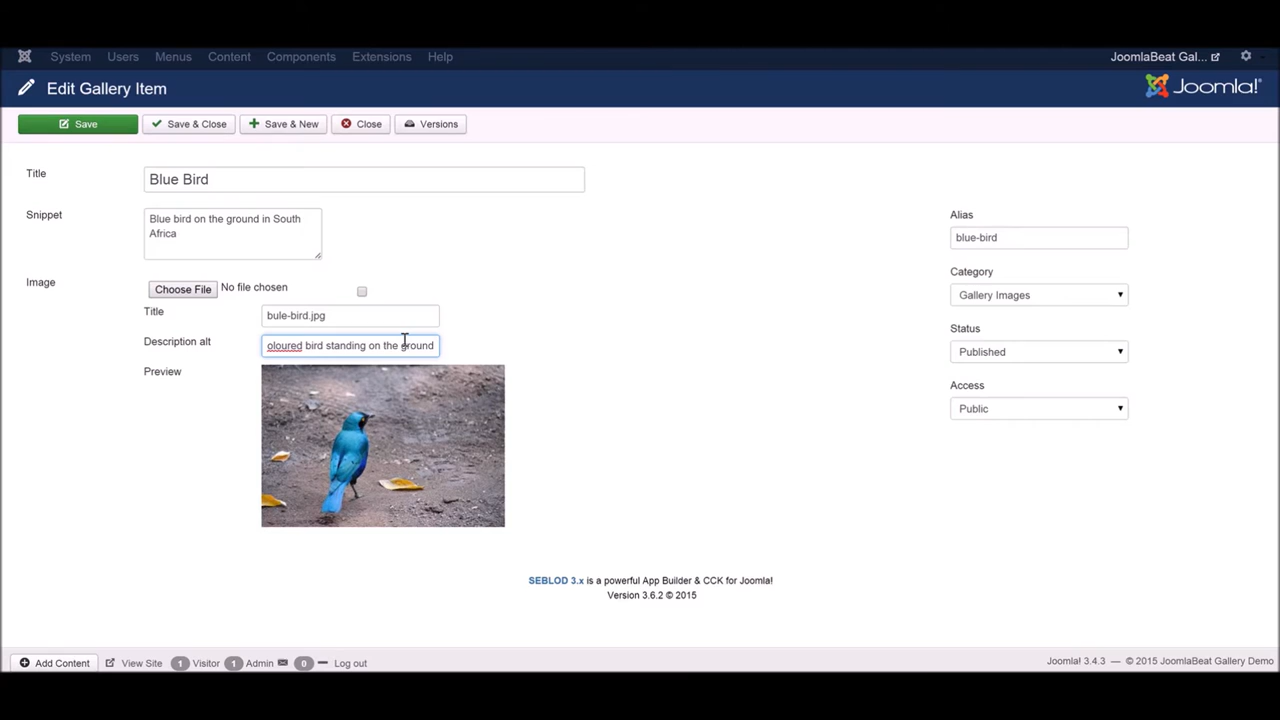 System Users Menus Content Components Extensions Help JoomlaBeat Gal...
Edit Gallery Item Joomla!
Save Save & Close Save & New Close Versions
Title
Blue Bird
Snippet
Blue bird on the ground in South
Africa
Alias
blue-bird
Category
Gallery Images
Image
Choose File No file chosen
Title
bule-bird.jpg
Status
Published
Description alt
oloured bird standing on the ground
Preview
Access
Public
SEBLOD 3.x is a powerful App Builder & CCK for Joomla!
Version 3.6.2 © 2015
Add Content View Site 1 Visitor 1 Admin 0 Log out
Joomla! 3.4.3 — © 2015 JoomlaBeat Gallery Demo